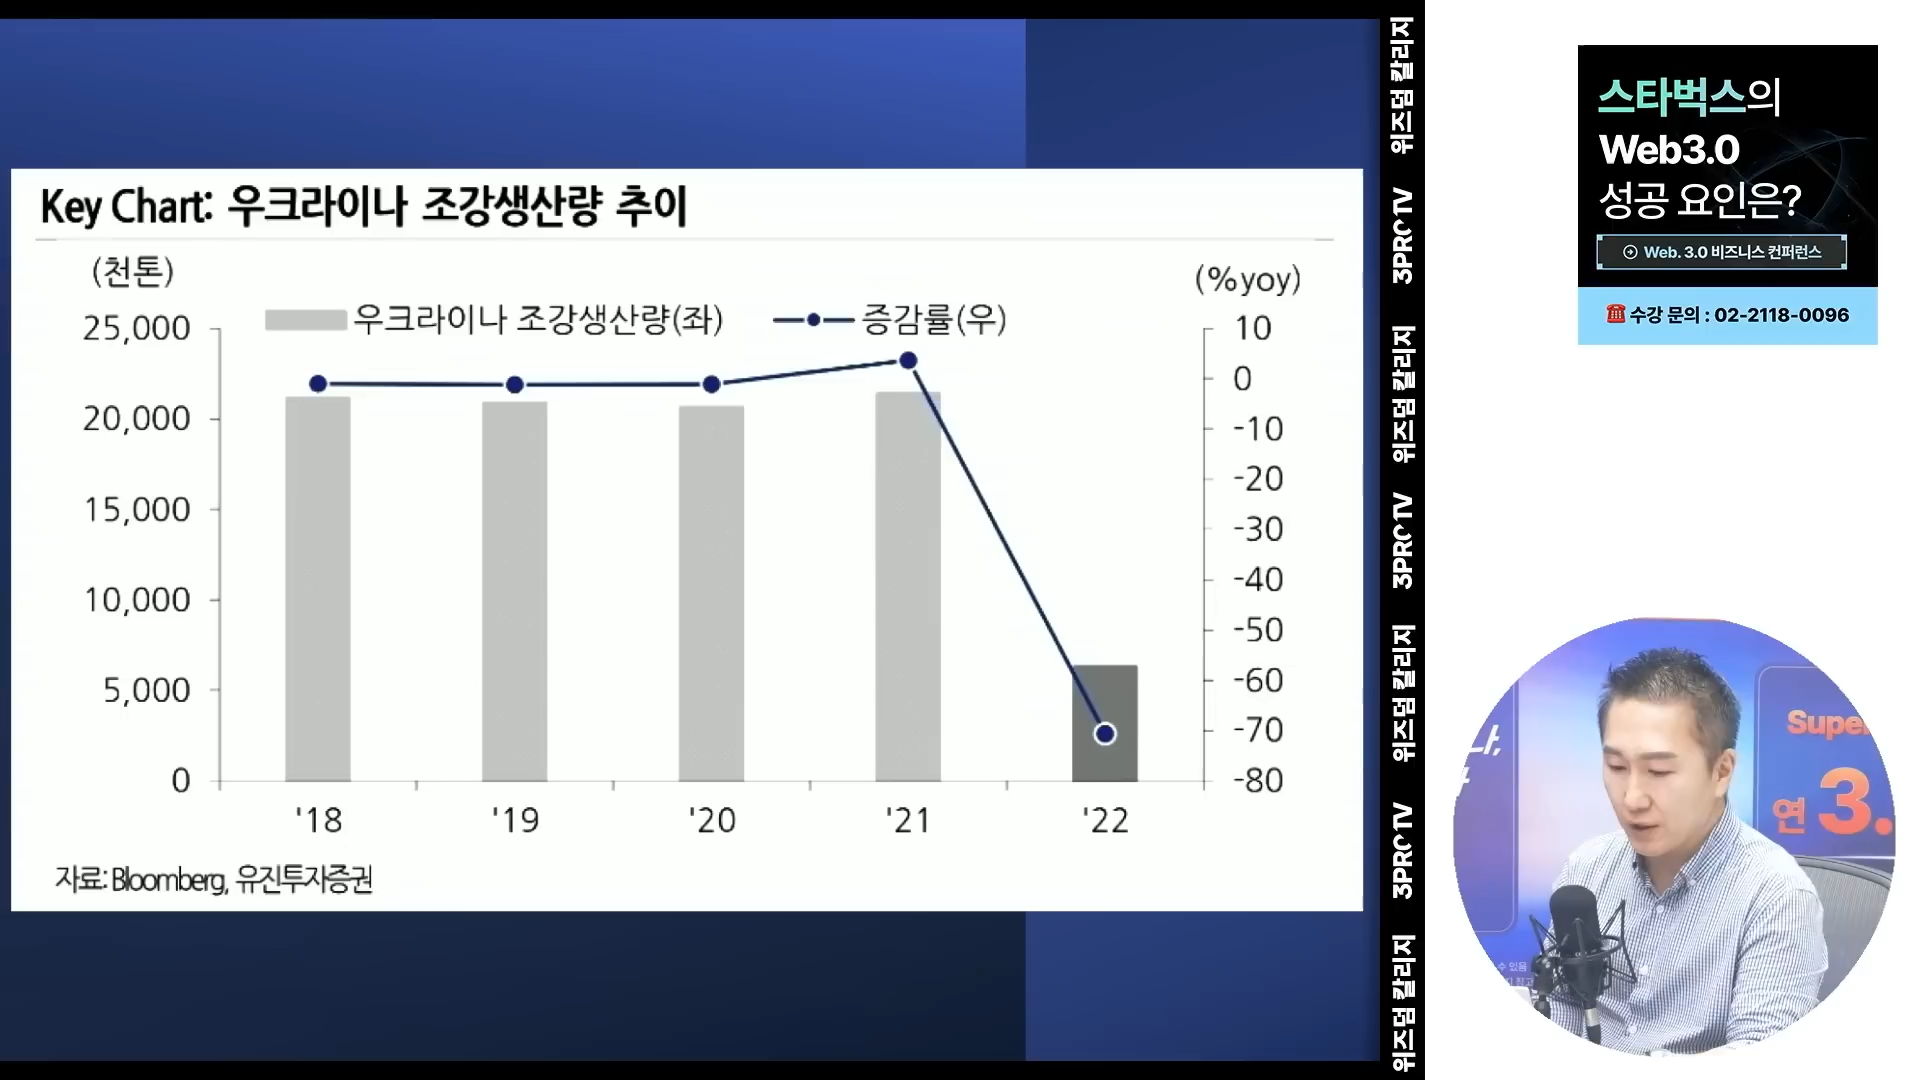 Key Chart: 우크라이나 조강생산량 추이
(천톤)
(%yoy)
우크라이나 조강생산량(좌)
증감률(우)
25,000
20,000
15,000
10,000
5,000
0
10
0
-10
-20
-30
-40
-50
-60
-70
-80
'18
'19
'20
'21
'22
자료: Bloomberg, 유진투자증권
위즈덤 칼리지
3PROTV
위즈덤 칼리지
3PROTV
위즈덤 칼리지
3PROTV
위즈덤 칼리지
스타벅스의
Web3.0
성공 요인은?
Web. 3.0 비즈니스 컨퍼런스
수강 문의 : 02-2118-0096
Super
연 3.
수 있음